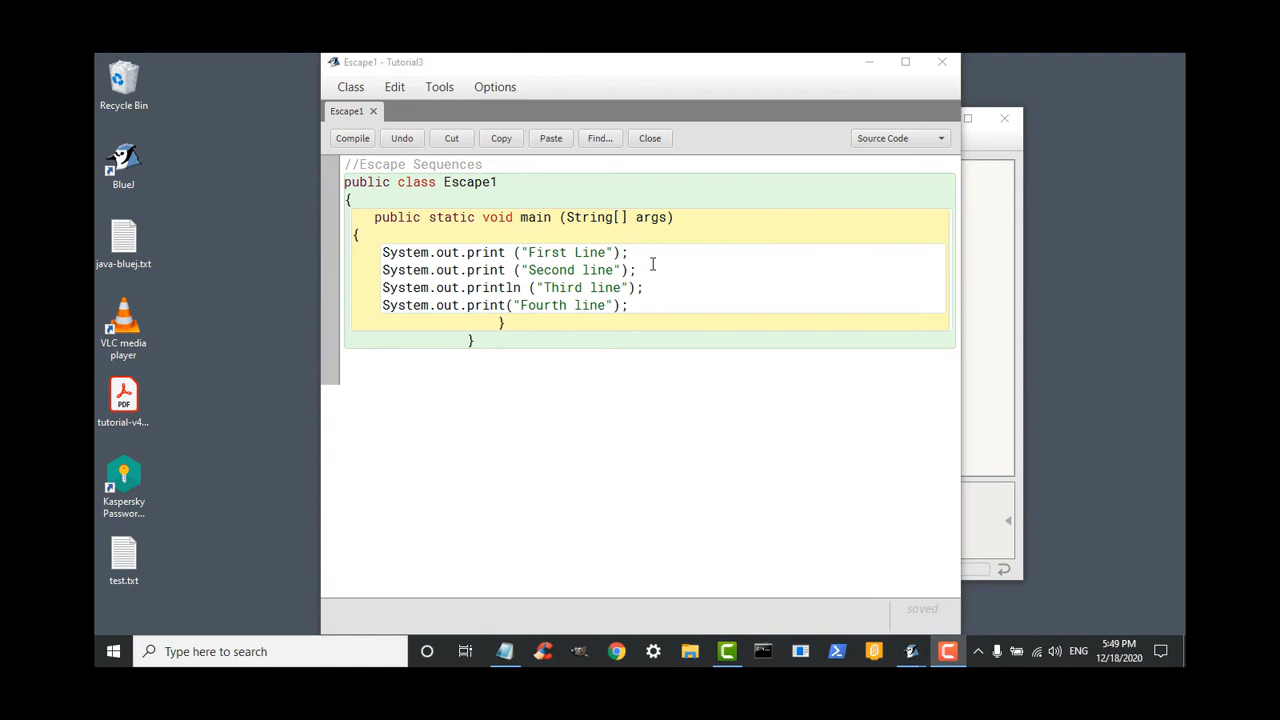 Recycle Bin
BlueJ
java-bluej.txt
VLC media
player
PDF
tutorial-v4...
Kaspersky
Passwor...
test.txt
Escape1 - Tutorial3
Class Edit Tools Options
Escape1
Compile Undo Cut Copy Paste Find... Close Source Code
//Escape Sequences
public class Escape1
{
public static void main (String[] args)
{
System.out.print ("First Line");
System.out.print ("Second line");
System.out.println ("Third line");
System.out.print("Fourth line");
}
}
saved
Type here to search
ENG
5:49 PM
12/18/2020